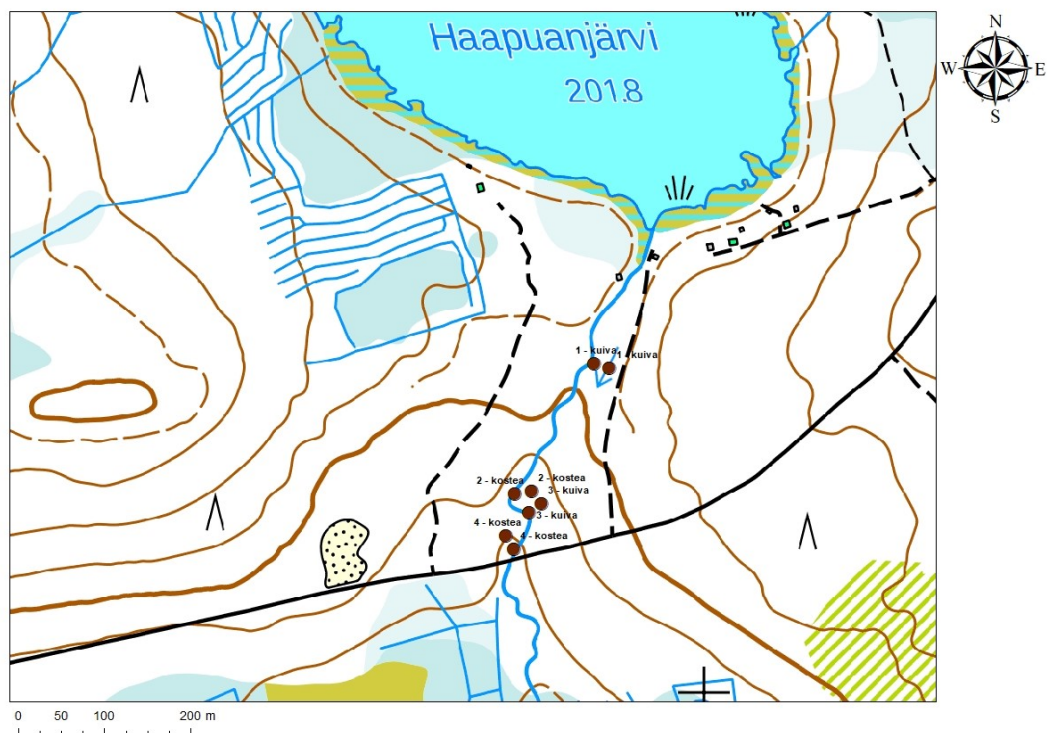 Haapuanjärvi
201.8
N
W
E
S
1 - kuiva
1 - kuiva
2 - kostea
2 - kostea
3 - kuiva
3 - kuiva
4 - kostea
4 - kostea
0 50 100 200 m